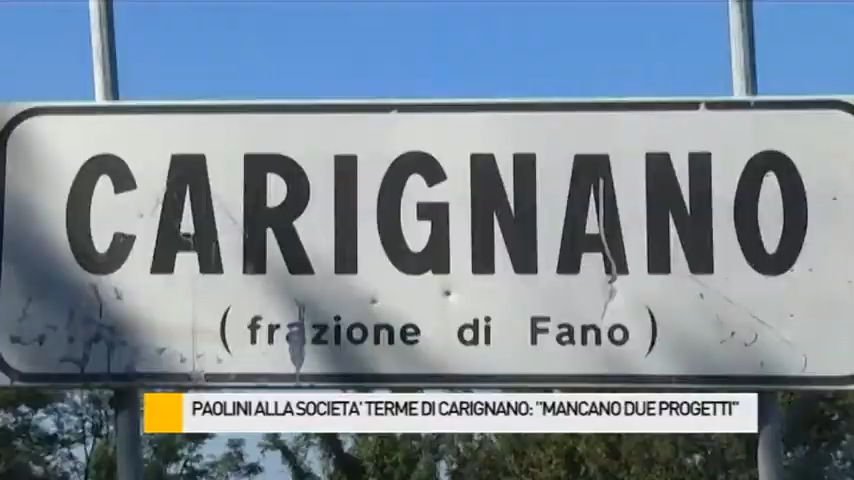 CARIGNANO
(frazione di Fano)
PAOLINI ALLA SOCIETA' TERME DI CARIGNANO: "MANCANO DUE PROGETTI"